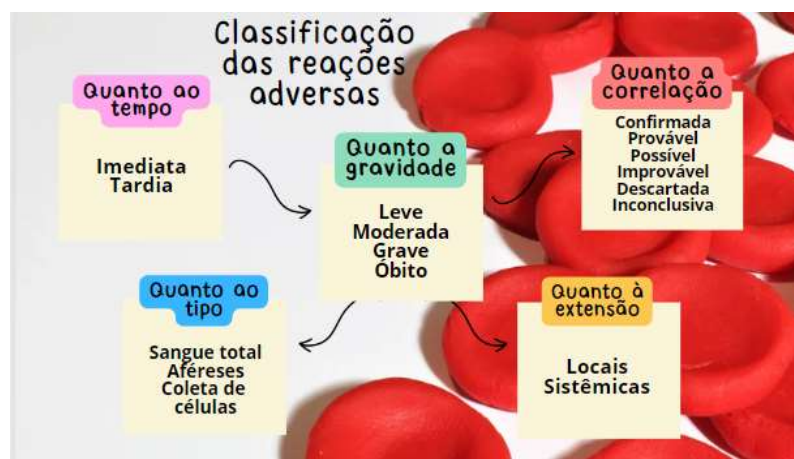 Classificação
das reações
adversas
Quanto ao
tempo
Imediata
Tardia
Quanto a
gravidade
Leve
Moderada
Grave
Óbito
Quanto a
correlação
Confirmada
Provável
Possível
Improvável
Descartada
Inconclusiva
Quanto ao
tipo
Sangue total
Aféreses
Coleta de
células
Quanto à
extensão
Locais
Sistêmicas